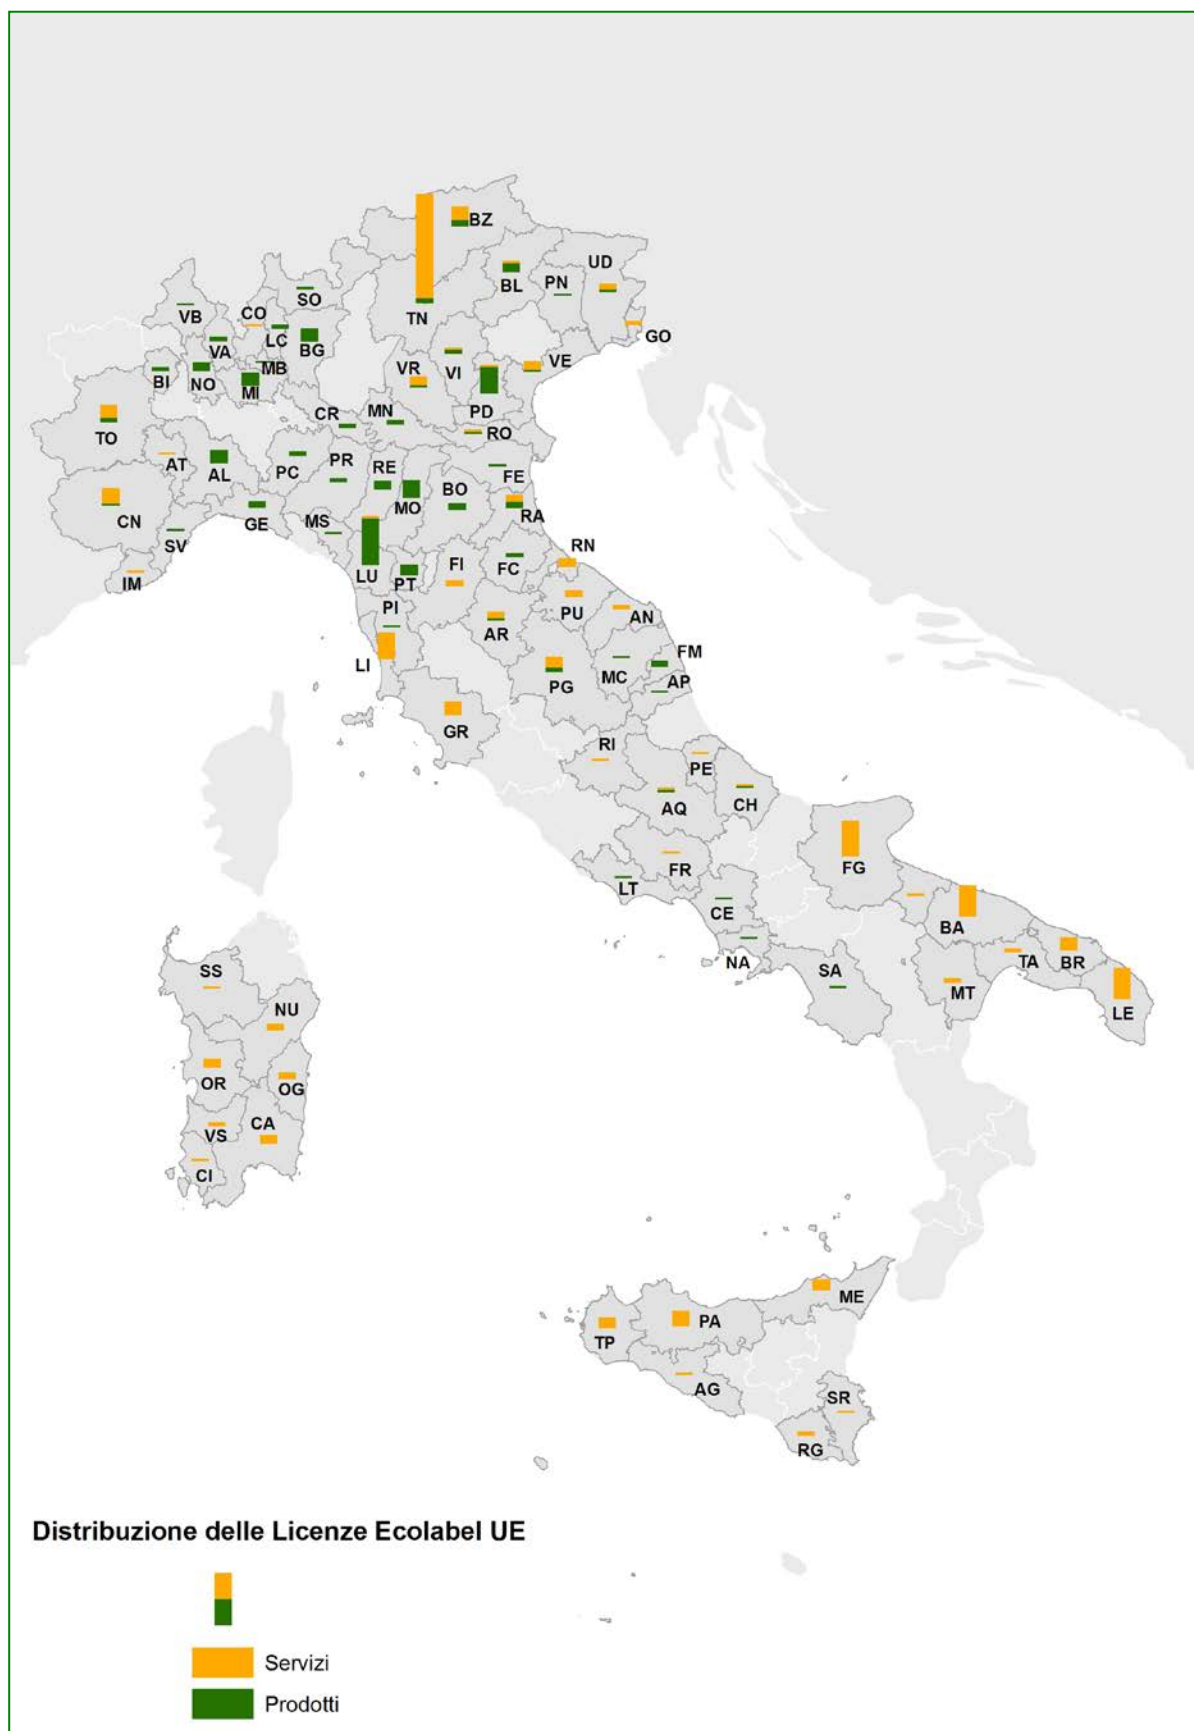 BZ
UD
BL
PN
SO
VB
CO
TN
GO
LC
VA
BG
VE
MB
VI
VR
BI
NO
MI
PD
CR
MN
TO
RO
AT
AL
PC
PR
RE
FE
BO
MO
CN
GE
MS
RA
SV
RN
FI
FC
IM
LU
PT
PI
PU
AN
AR
FM
LI
MC
AP
PG
GR
RI
PE
AQ
CH
FR
FG
LT
CE
BA
NA
SA
TA
BR
SS
MT
NU
LE
OR
OG
CA
VS
CI
ME
PA
TP
AG
SR
RG
Distribuzione delle Licenze Ecolabel UE
Servizi
Prodotti